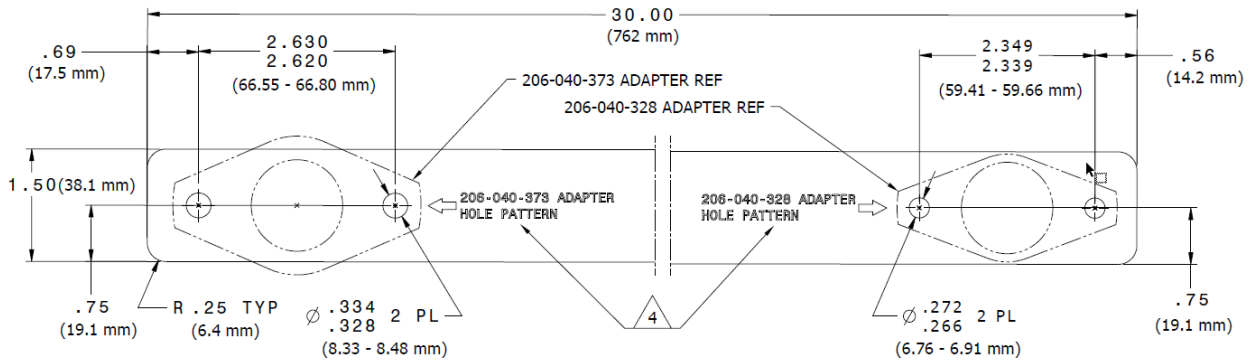 30.00
(762 mm)
.69
(17.5 mm)
2.630
2.620
(66.55 - 66.80 mm)
2.349
2.339
(59.41 - 59.66 mm)
.56
(14.2 mm)
206-040-373 ADAPTER REF
206-040-328 ADAPTER REF
1.50(38.1 mm)
206-040-373 ADAPTER
HOLE PATTERN
206-040-328 ADAPTER
HOLE PATTERN
.75
(19.1 mm)
R .25 TYP
(6.4 mm)
Ø .334
.328 2 PL
(8.33 - 8.48 mm)
4
Ø .272
.266 2 PL
(6.76 - 6.91 mm)
.75
(19.1 mm)